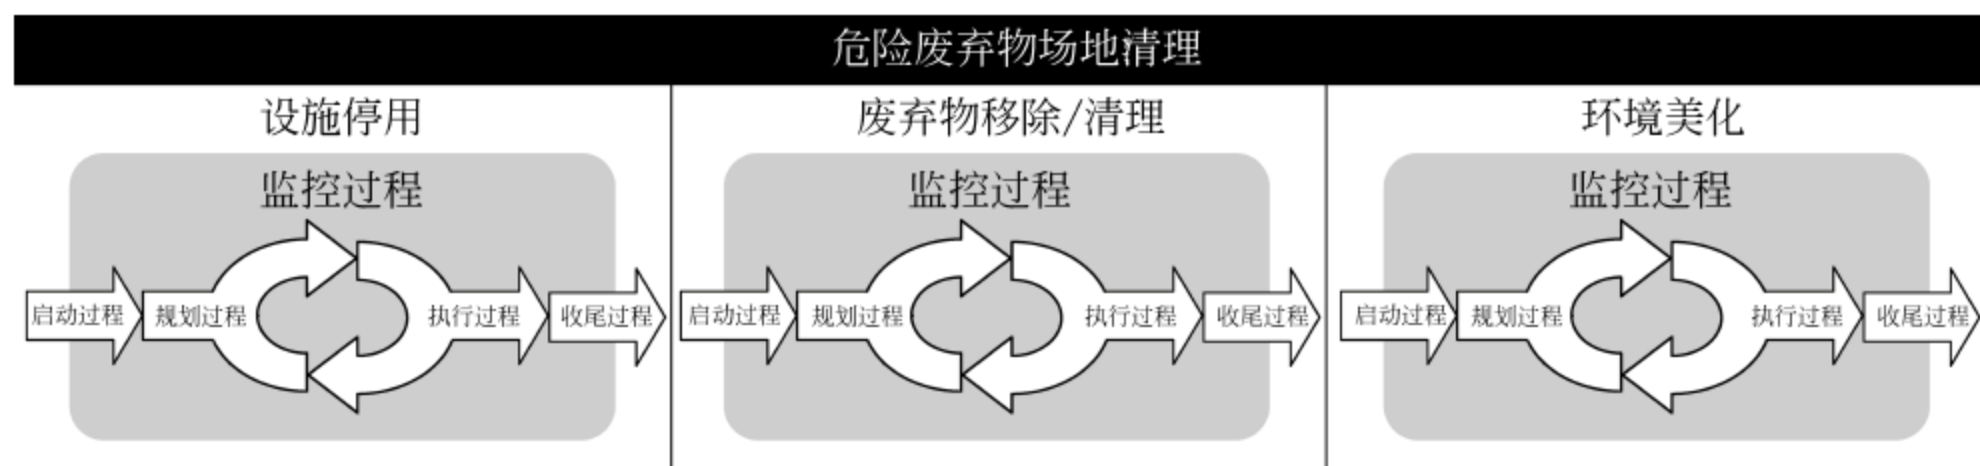 危险废弃物场地清理
设施停用
监控过程
启动过程
规划过程
执行过程
收尾过程
废弃物移除/清理
监控过程
启动过程
规划过程
执行过程
收尾过程
环境美化
监控过程
启动过程
规划过程
执行过程
收尾过程